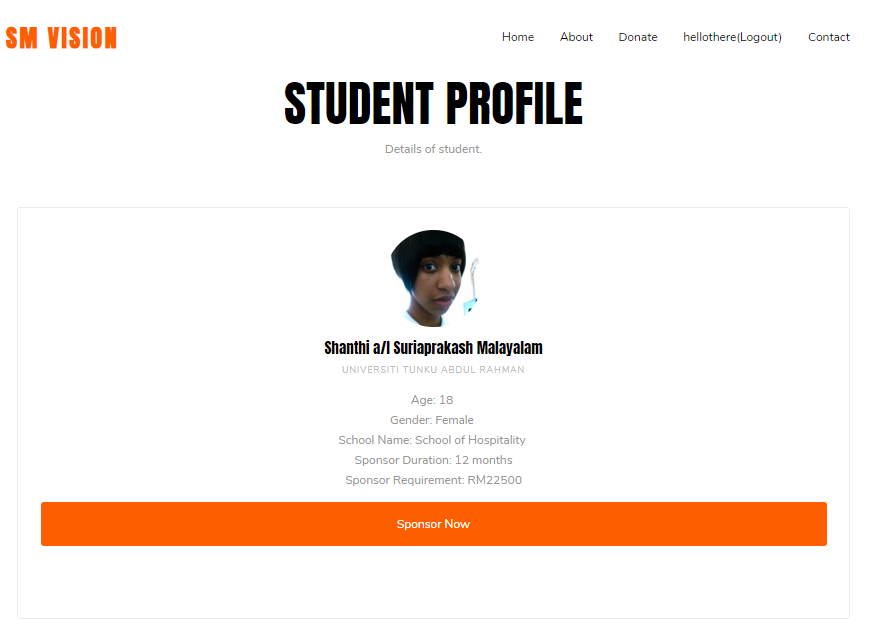 SM VISION
Home About Donate hellothere(Logout) Contact
STUDENT PROFILE
Details of student.
Shanthi a/l Suriaprakash Malayalam
UNIVERSITI TUNKU ABDUL RAHMAN
Age: 18
Gender: Female
School Name: School of Hospitality
Sponsor Duration: 12 months
Sponsor Requirement: RM22500
Sponsor Now